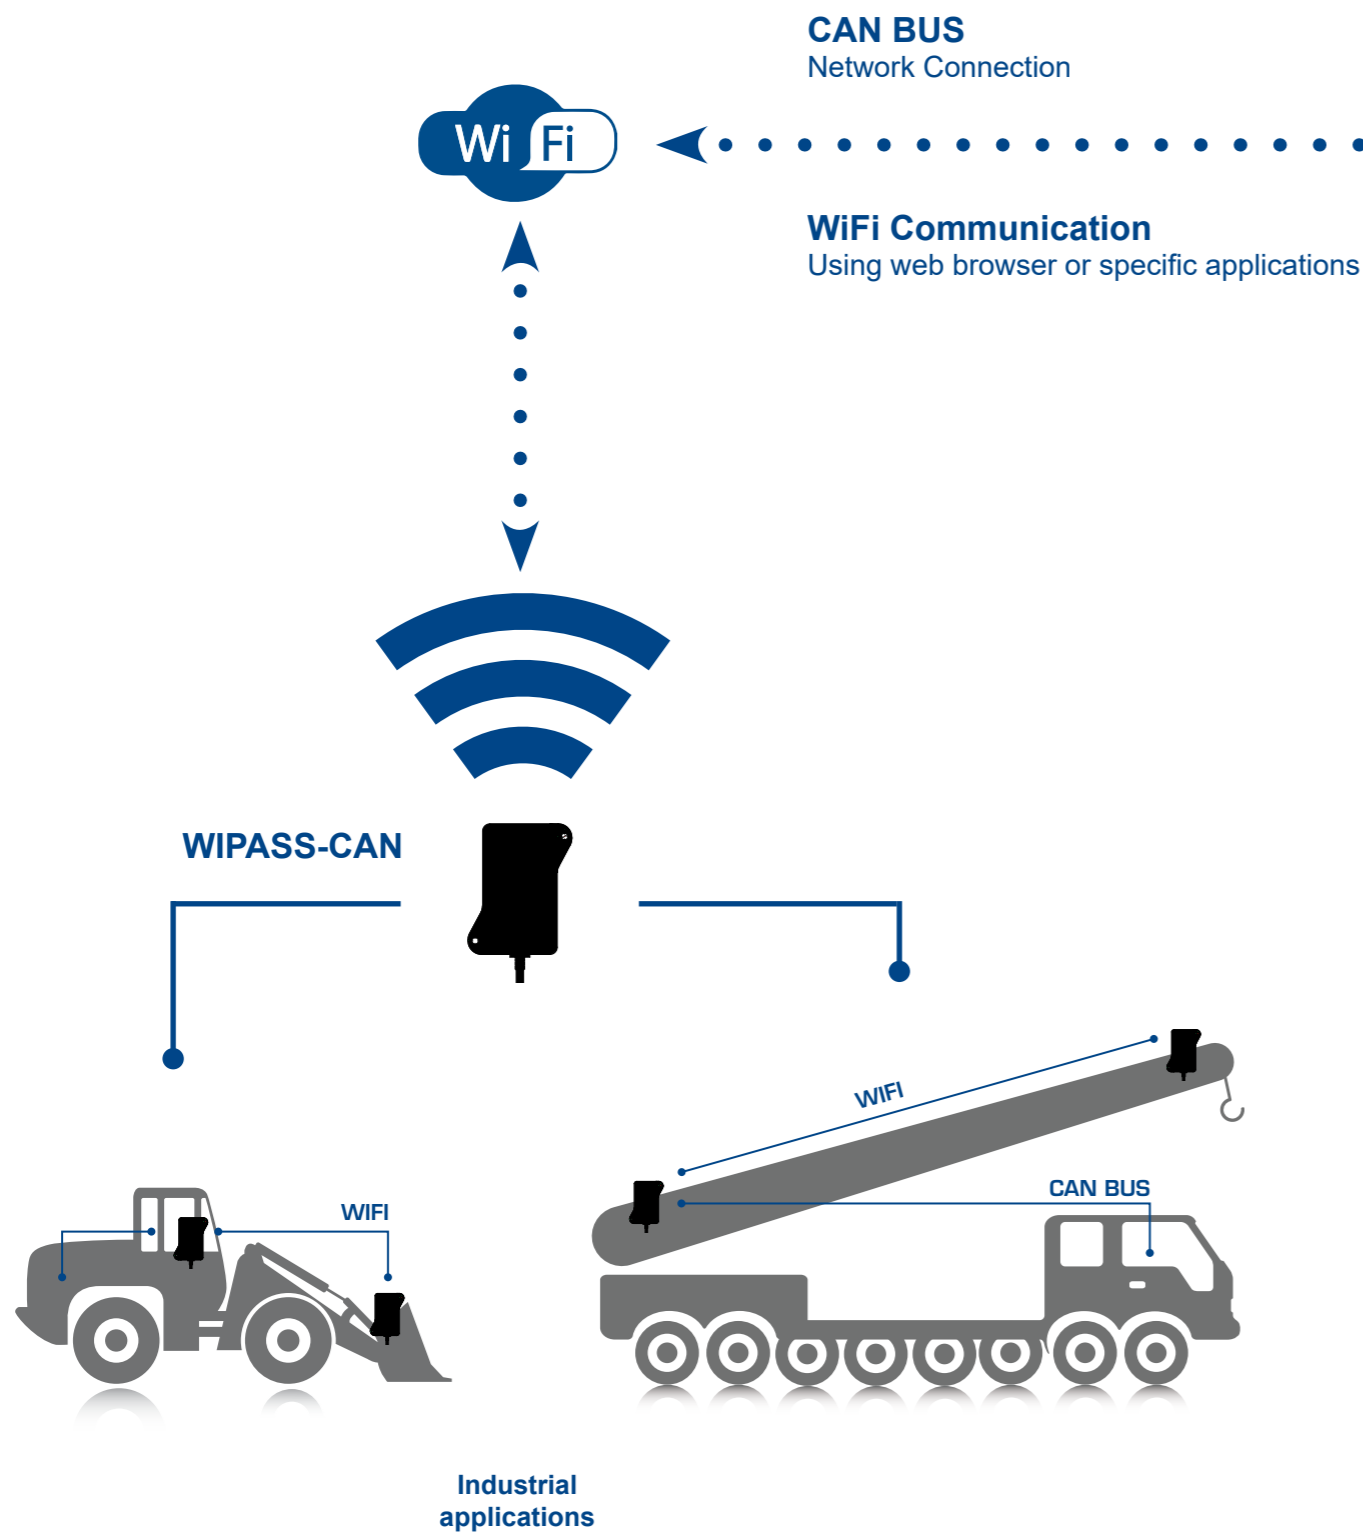 CAN BUS
Network Connection
Wi Fi
WiFi Communication
Using web browser or specific applications
WIPASS-CAN
WIFI
CAN BUS
WIFI
Industrial
applications